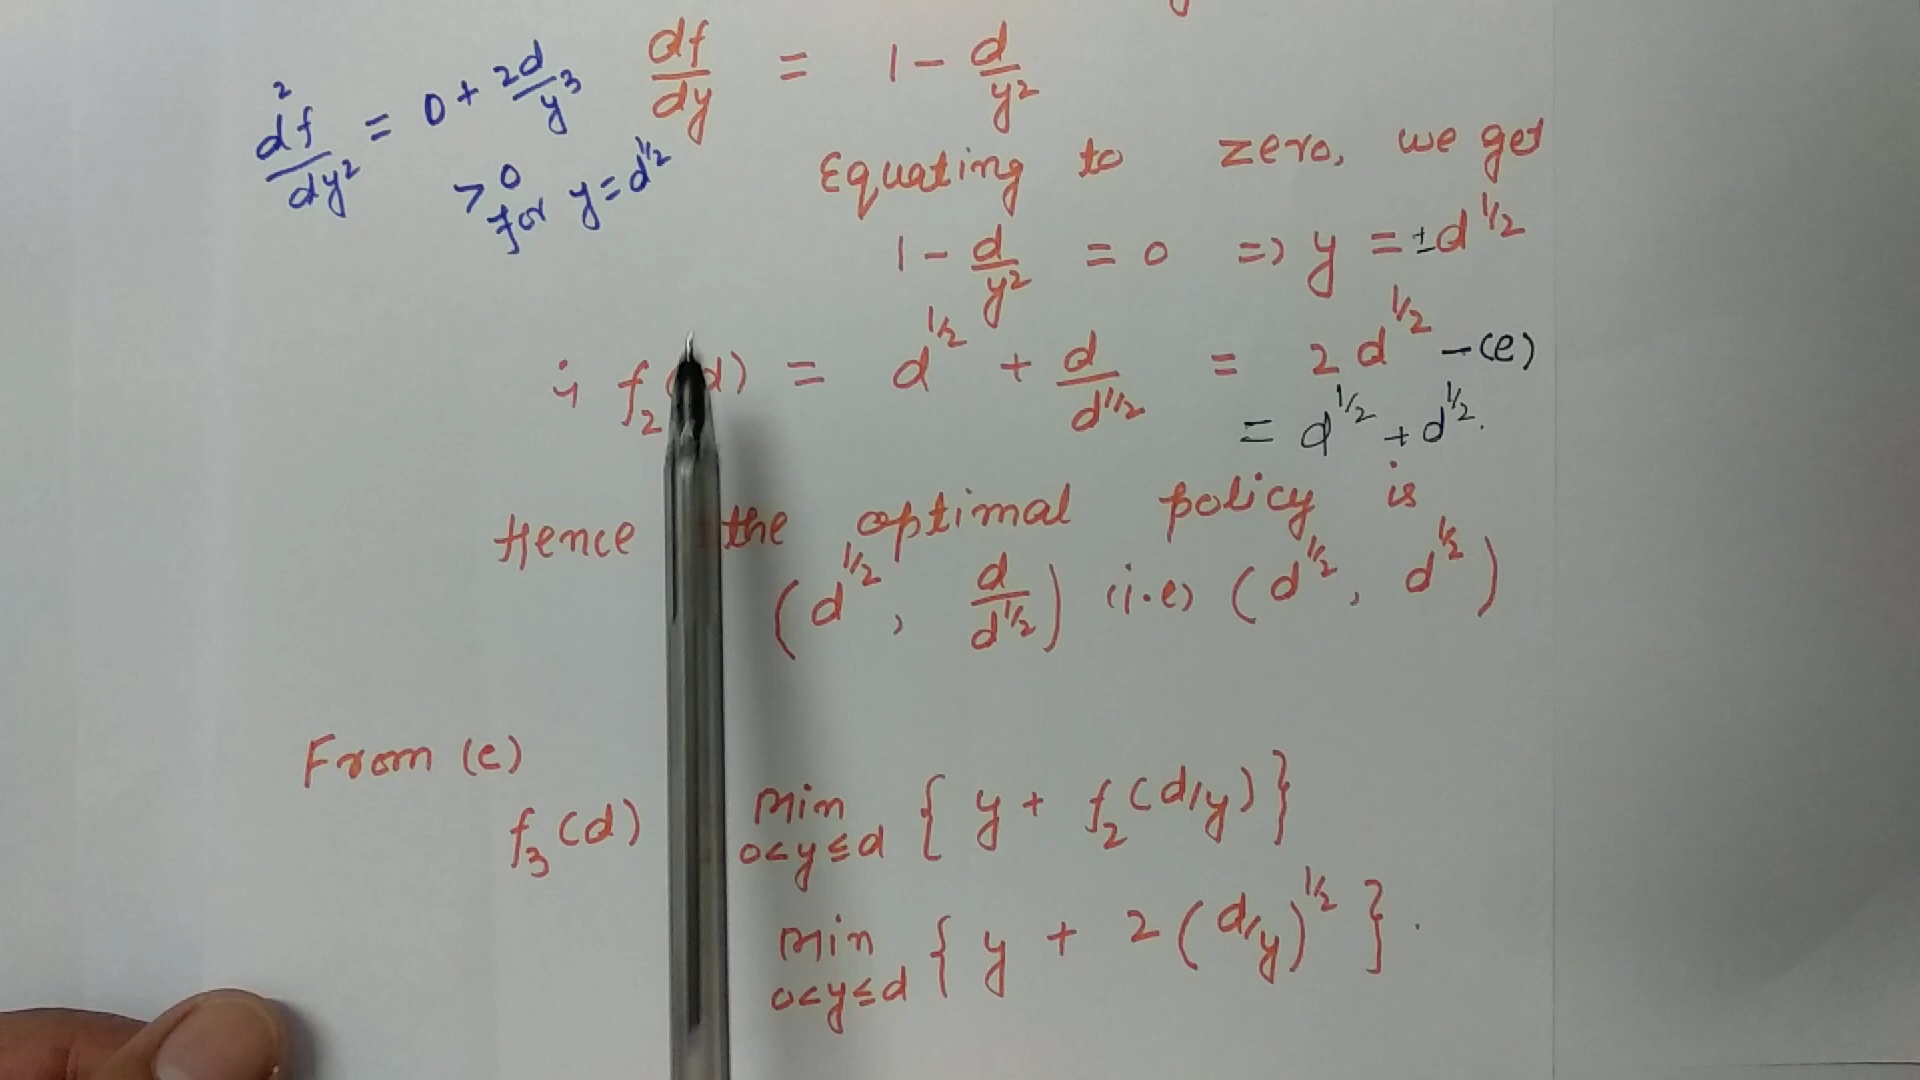 d²f/dy² = 0 + 2d/y³
> 0 for y = d^1/2
df/dy = 1 - d/y²
Equating to zero, we get
1 - d/y² = 0 => y = ± d^1/2
f₂(d) = d^1/2 + d/d^1/2 = 2d^1/2 - (e)
= d^1/2 + d^1/2.
Hence the optimal policy is
(d^1/2, d/d^1/2) (i.e) (d^1/2, d^1/2)
From (e)
f₃(d) min 0<y≤d { y + f₂(d/y) }
min 0<y≤d { y + 2(d/y)^1/2 }.